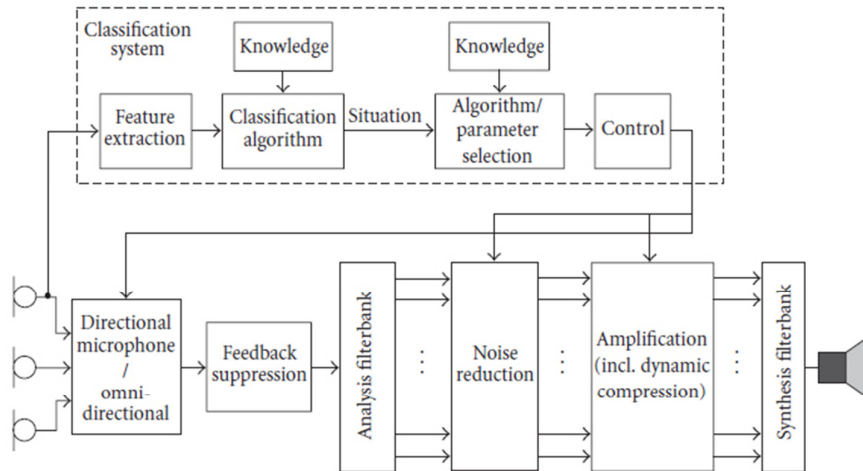 Classification
system
Knowledge
Knowledge
Feature
extraction
Classification
algorithm
Situation
Algorithm/
parameter
selection
Control
Directional
microphone
/
omni-
directional
Feedback
suppression
Analysis filterbank
Noise
reduction
Amplification
(incl. dynamic
compression)
Synthesis filterbank